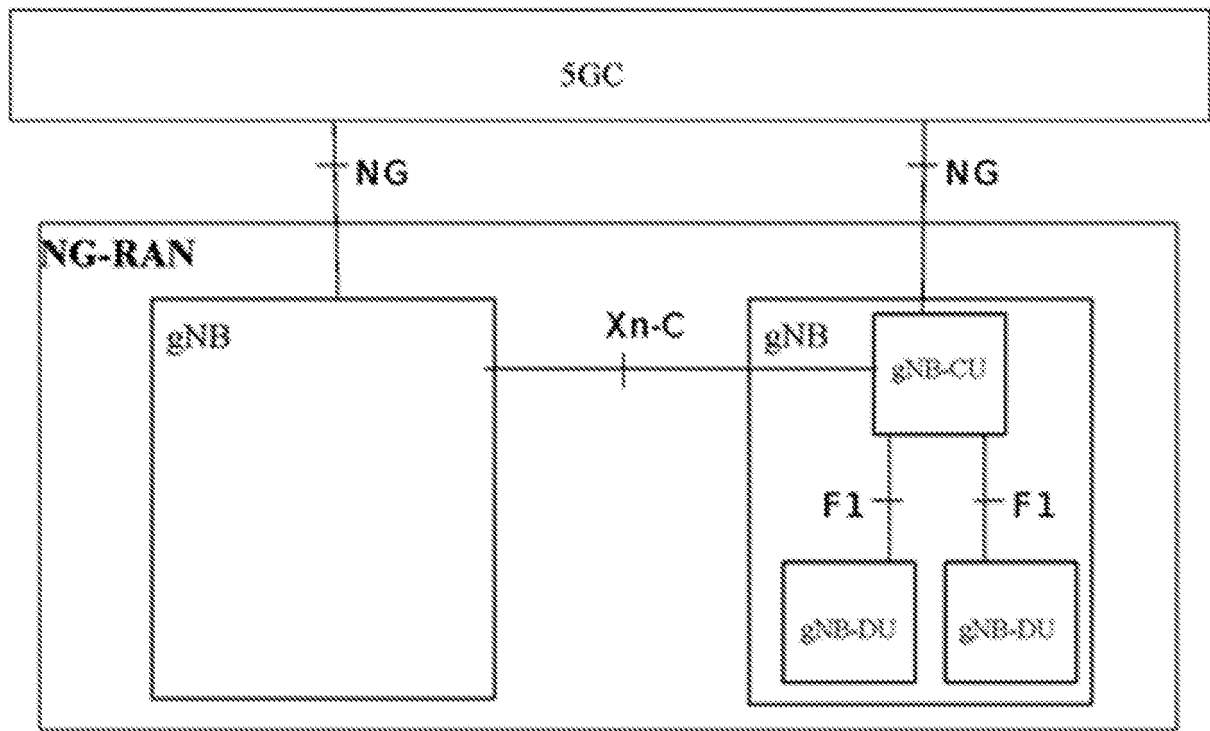 5GC
NG
NG
NG-RAN
gNB
Xn-C
gNB
gNB-CU
F1
F1
gNB-DU
gNB-DU